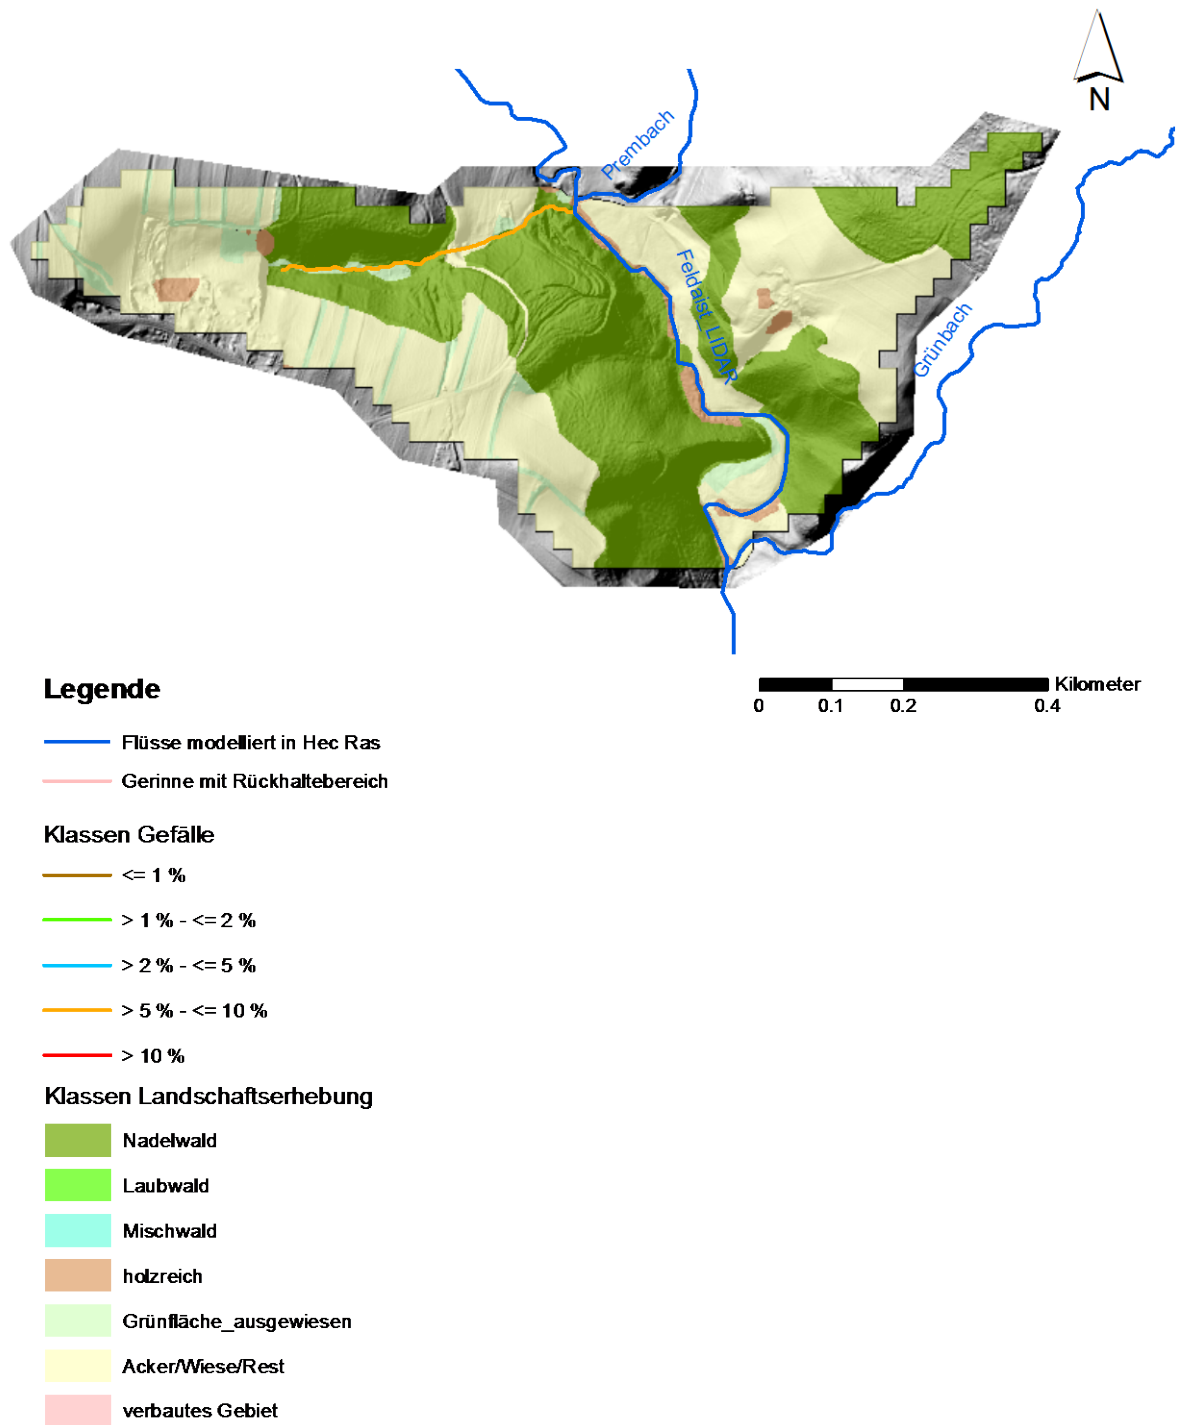 N
Prembach
Feldaist_LIDAR
Grünbach
Legende
Kilometer
0 0.1 0.2 0.4
Flüsse modelliert in Hec Ras
Gerinne mit Rückhaltebereich
Klassen Gefälle
<= 1 %
> 1 % - <= 2 %
> 2 % - <= 5 %
> 5 % - <= 10 %
> 10 %
Klassen Landschaftserhebung
Nadelwald
Laubwald
Mischwald
holzreich
Grünfläche_ausgewiesen
Acker/Wiese/Rest
verbautes Gebiet